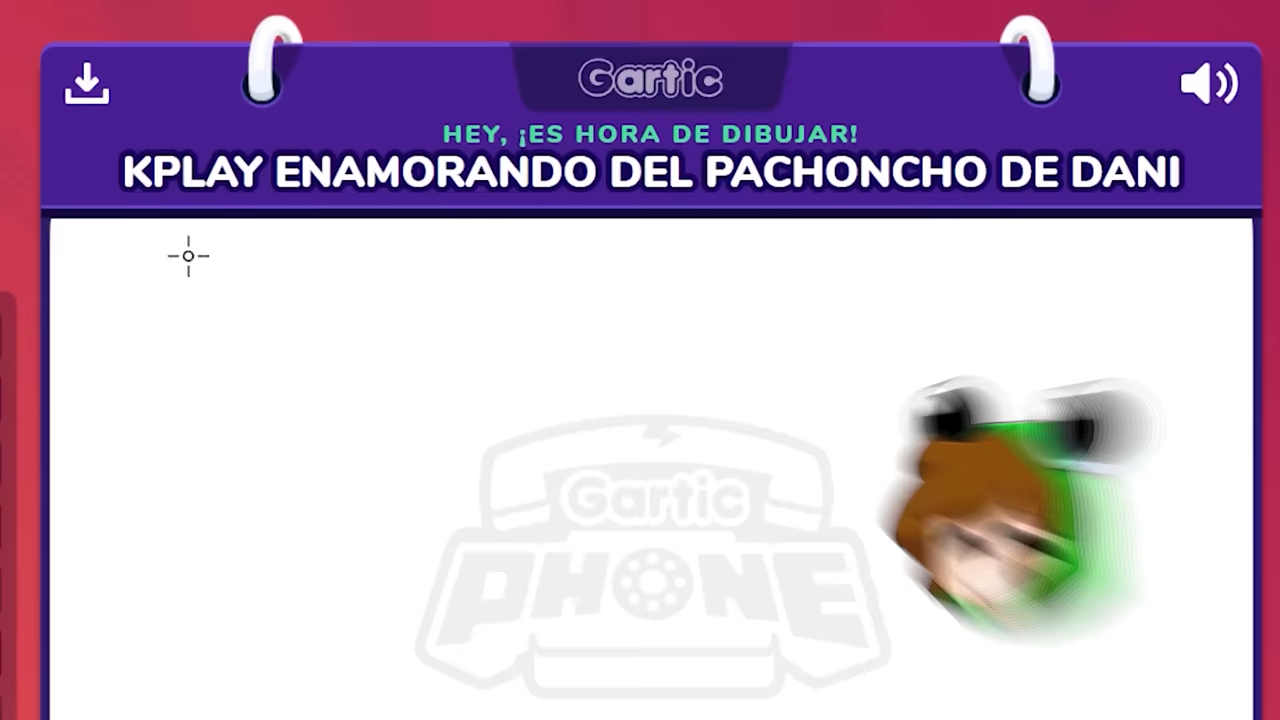 Gartic
HEY, ¡ES HORA DE DIBUJAR!
KPLAY ENAMORANDO DEL PACHONCHO DE DANI
Gartic
PHONE